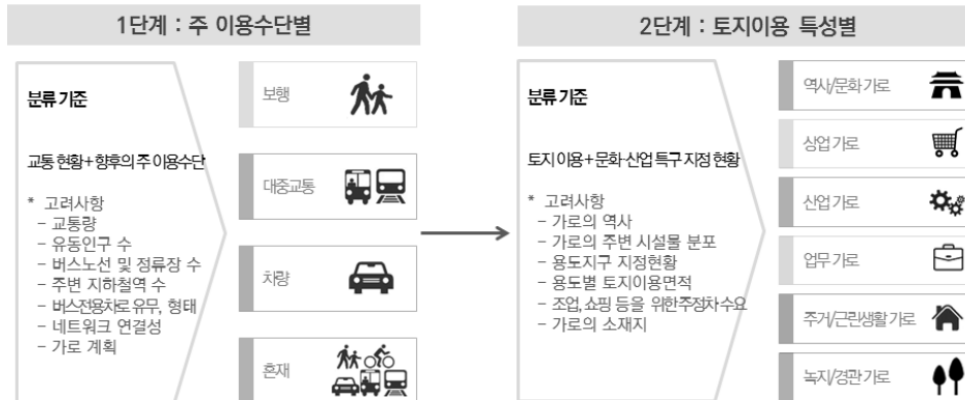 1단계 : 주 이용수단별
분류 기준
교통 현황+향후의 주 이용수단
* 고려사항
- 교통량
- 유동인구 수
- 버스노선 및 정류장 수
- 주변 지하철역 수
- 버스전용차로 유무, 형태
- 네트워크 연결성
- 가로 계획
보행
대중교통
차량
혼재
2단계 : 토지이용 특성별
분류 기준
토지 이용+문화·산업 특구 지정 현황
* 고려사항
- 가로의 역사
- 가로의 주변 시설물 분포
- 용도지구 지정현황
- 용도별 토지이용면적
- 조업, 쇼핑 등을 위한 주정차 수요
- 가로의 소재지
역사/문화 가로
상업 가로
산업 가로
업무 가로
주거/근린생활 가로
녹지/경관 가로